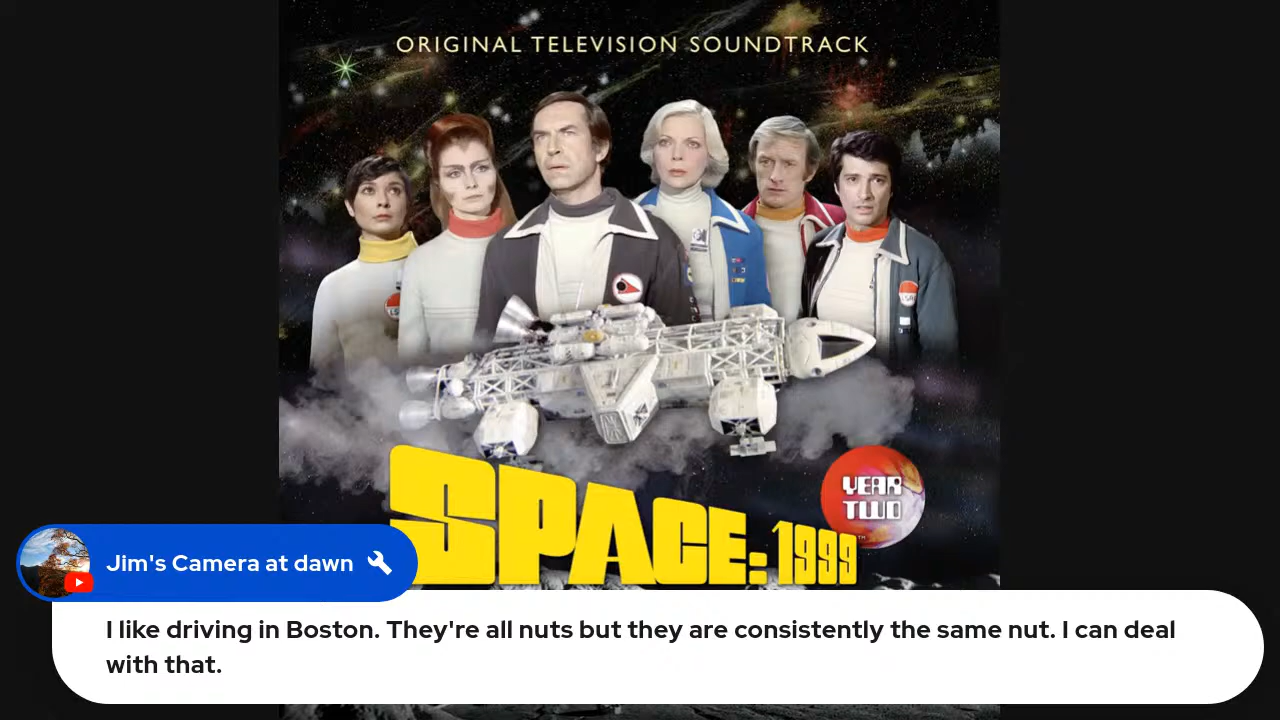 ORIGINAL TELEVISION SOUNDTRACK
SPACE: 1999
YEAR
TWO
Jim's Camera at dawn
I like driving in Boston. They're all nuts but they are consistently the same nut. I can deal
with that.